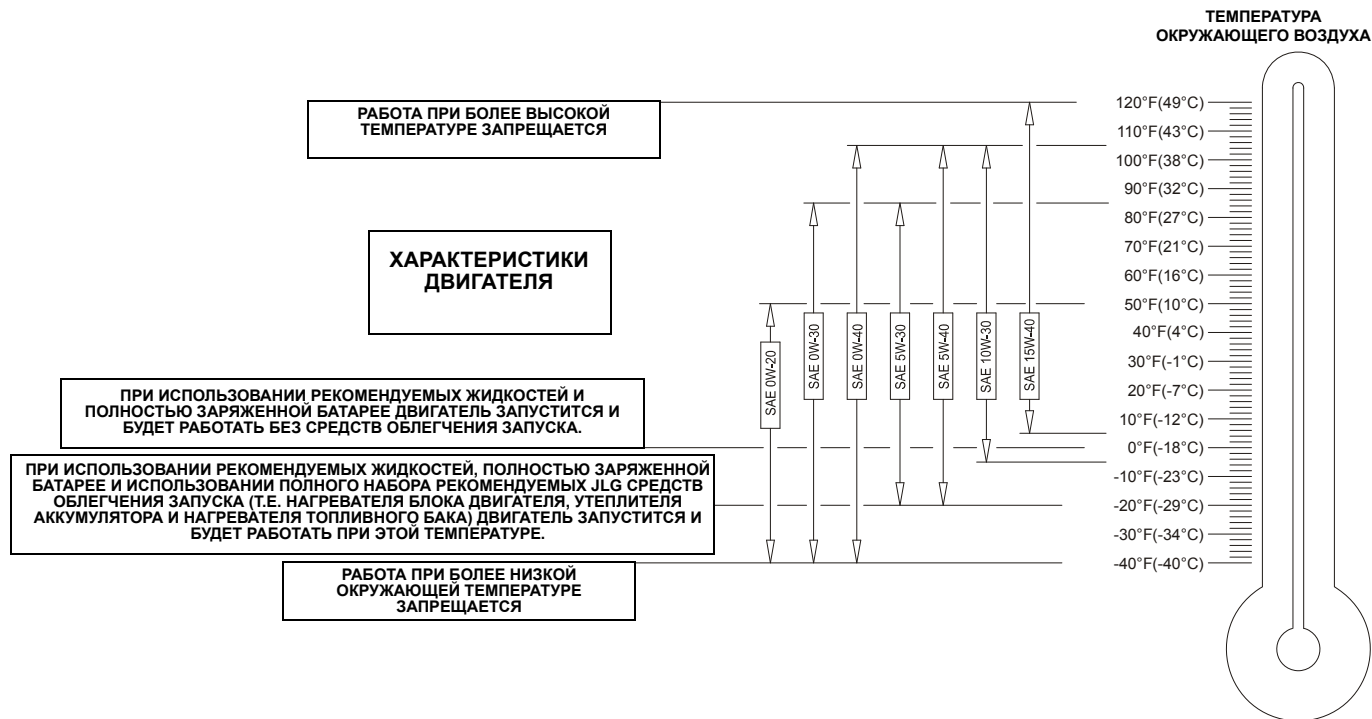 ТЕМПЕРАТУРА
ОКРУЖАЮЩЕГО ВОЗДУХА
РАБОТА ПРИ БОЛЕЕ ВЫСОКОЙ
ТЕМПЕРАТУРЕ ЗАПРЕЩАЕТСЯ
ХАРАКТЕРИСТИКИ
ДВИГАТЕЛЯ
ПРИ ИСПОЛЬЗОВАНИИ РЕКОМЕНДУЕМЫХ ЖИДКОСТЕЙ И
ПОЛНОСТЬЮ ЗАРЯЖЕННОЙ БАТАРЕЕ ДВИГАТЕЛЬ ЗАПУСТИТСЯ И
БУДЕТ РАБОТАТЬ БЕЗ СРЕДСТВ ОБЛЕГЧЕНИЯ ЗАПУСКА.
ПРИ ИСПОЛЬЗОВАНИИ РЕКОМЕНДУЕМЫХ ЖИДКОСТЕЙ, ПОЛНОСТЬЮ ЗАРЯЖЕННОЙ
БАТАРЕЕ И ИСПОЛЬЗОВАНИИ ПОЛНОГО НАБОРА РЕКОМЕНДУЕМЫХ JLG СРЕДСТВ
ОБЛЕГЧЕНИЯ ЗАПУСКА (Т.Е. НАГРЕВАТЕЛЯ БЛОКА ДВИГАТЕЛЯ, УТЕПЛИТЕЛЯ
АККУМУЛЯТОРА И НАГРЕВАТЕЛЯ ТОПЛИВНОГО БАКА) ДВИГАТЕЛЬ ЗАПУСТИТСЯ И
БУДЕТ РАБОТАТЬ ПРИ ЭТОЙ ТЕМПЕРАТУРЕ.
РАБОТА ПРИ БОЛЕЕ НИЗКОЙ
ОКРУЖАЮЩЕЙ ТЕМПЕРАТУРЕ
ЗАПРЕЩАЕТСЯ
SAE 0W-20
SAE 0W-30
SAE 0W-40
SAE 5W-30
SAE 5W-40
SAE 10W-30
SAE 15W-40
120°F(49°C)
110°F(43°C)
100°F(38°C)
90°F(32°C)
80°F(27°C)
70°F(21°C)
60°F(16°C)
50°F(10°C)
40°F(4°C)
30°F(-1°C)
20°F(-7°C)
10°F(-12°C)
0°F(-18°C)
-10°F(-23°C)
-20°F(-29°C)
-30°F(-34°C)
-40°F(-40°C)